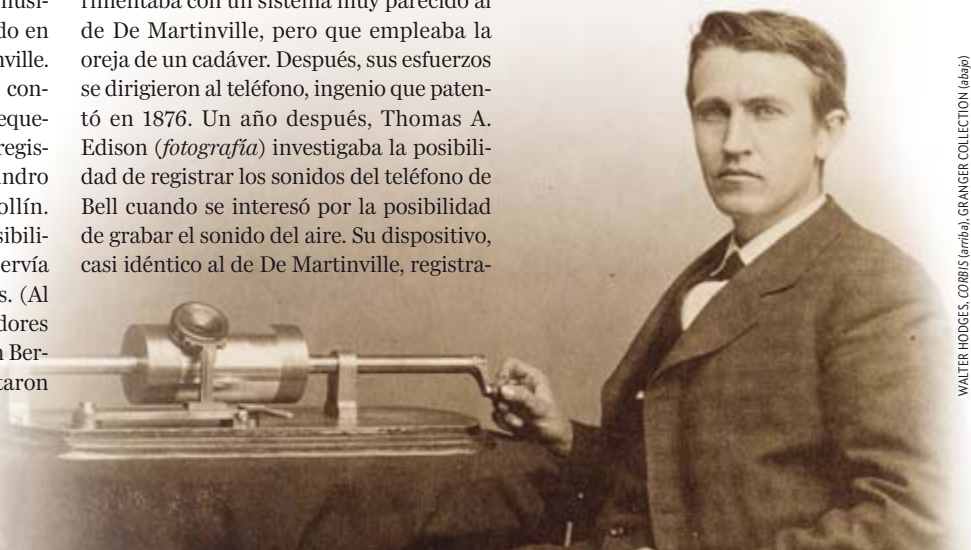 musi-
do en
nville.
con-
eque-
regis-
ndro
ollín.
sibili-
ervía
s. (Al
dores
n Ber-
taron
rimentaba con un sistema muy parecido al
de De Martinville, pero que empleaba la
oreja de un cadáver. Después, sus esfuerzos
se dirigieron al teléfono, ingenio que paten-
tó en 1876. Un año después, Thomas A.
Edison (fotografía) investigaba la posibili-
dad de registrar los sonidos del teléfono de
Bell cuando se interesó por la posibilidad
de grabar el sonido del aire. Su dispositivo,
casi idéntico al de De Martinville, registra-
WALTER HODGES, CORBIS (arriba), GRANGER COLLECTION (abajo)